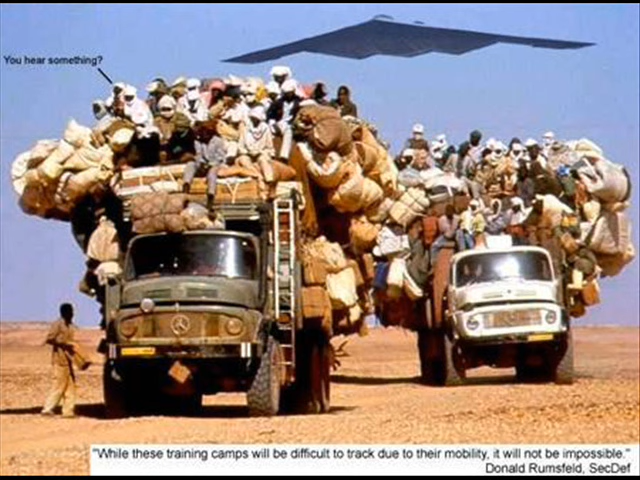 You hear something?
"While these training camps will be difficult to track due to their mobility, it will not be impossible."
Donald Rumsfeld, SecDef